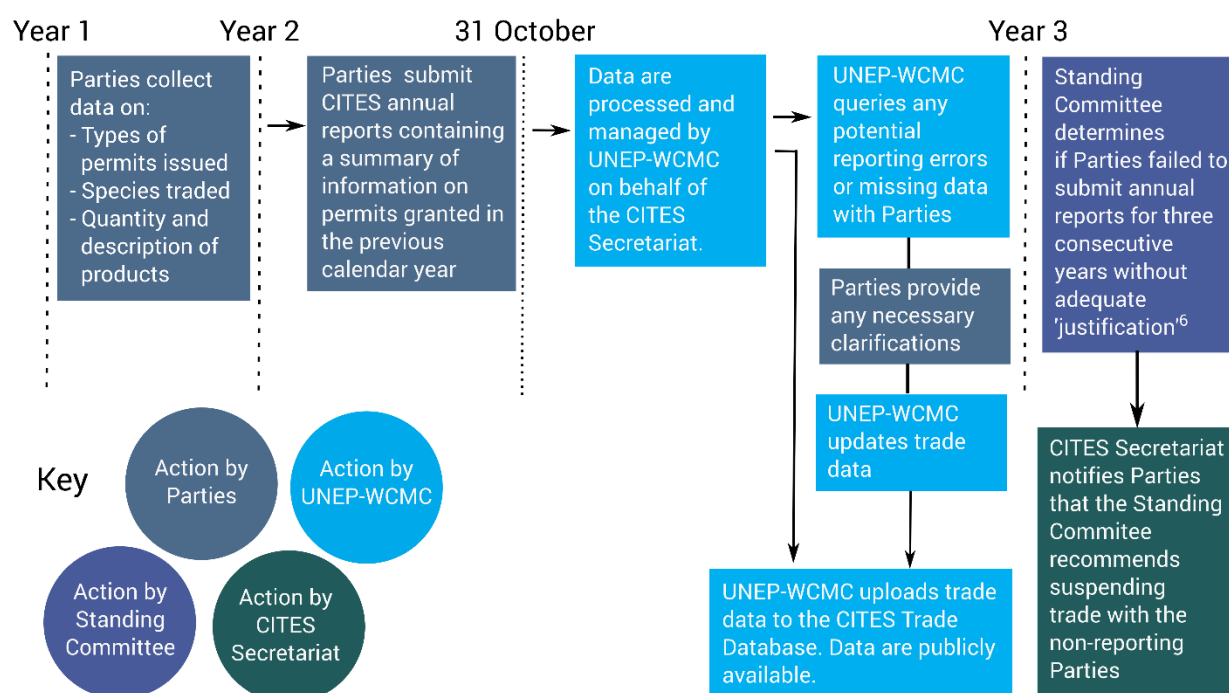 Year 1
Year 2
31 October
Year 3
Parties collect
data on:
- Types of
permits issued
- Species traded
- Quantity and
description of
products
Parties submit
CITES annual
reports containing
a summary of
information on
permits granted in
the previous
calendar year
Data are
processed and
managed by
UNEP-WCMC
on behalf of
the CITES
Secretariat.
UNEP-WCMC
queries any
potential
reporting errors
or missing data
with Parties
Parties provide
any necessary
clarifications
UNEP-WCMC
updates trade
data
UNEP-WCMC uploads trade
data to the CITES Trade
Database. Data are publicly
available.
Standing
Committee
determines
if Parties failed to
submit annual
reports for three
consecutive
years without
adequate
'justification'⁶
CITES Secretariat
notifies Parties
that the Standing
Commitee
recommends
suspending
trade with the
non-reporting
Parties
Key
Action by
Parties
Action by
UNEP-WCMC
Action by
Standing
Committee
Action by
CITES
Secretariat